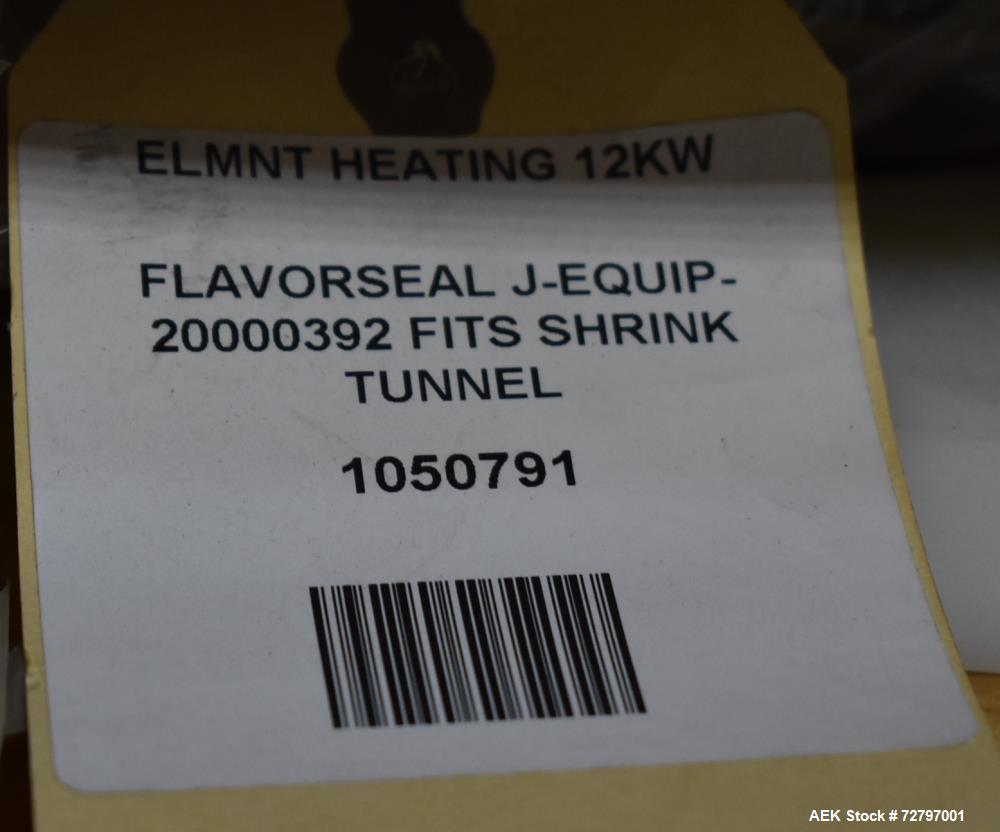 ELMNT HEATING 12KW
FLAVORSEAL J-EQUIP-
20000392 FITS SHRINK
TUNNEL
1050791
AEK Stock # 72797001